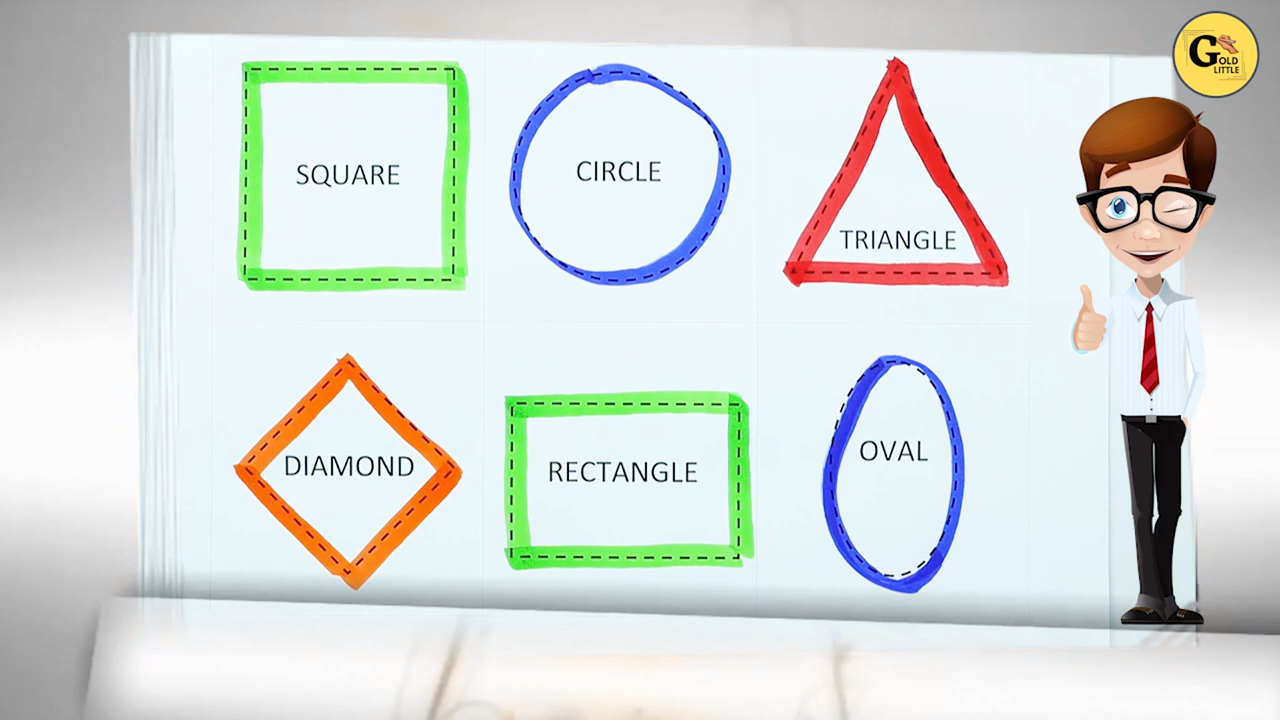 SQUARE
CIRCLE
TRIANGLE
DIAMOND
RECTANGLE
OVAL
GOLD
LITTLE